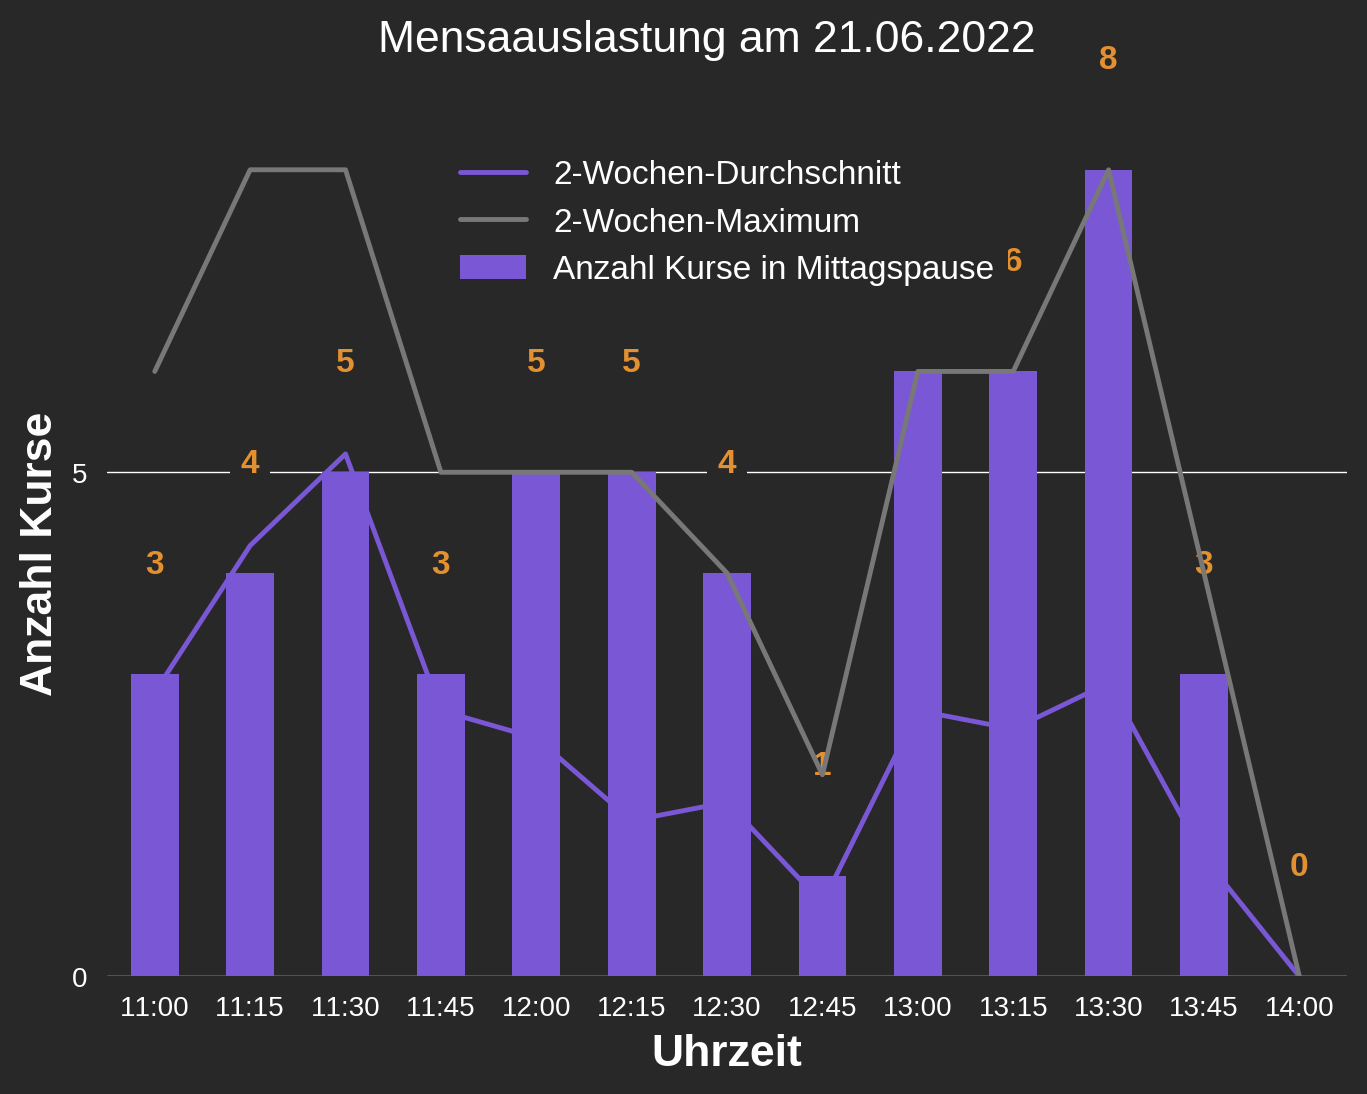 Mensaauslastung am 21.06.2022
8
2-Wochen-Durchschnitt
2-Wochen-Maximum
Anzahl Kurse in Mittagspause
6
5 5 5
4 4
5
3 3 3
1
0
0
Anzahl Kurse
11:00 11:15 11:30 11:45 12:00 12:15 12:30 12:45 13:00 13:15 13:30 13:45 14:00
Uhrzeit